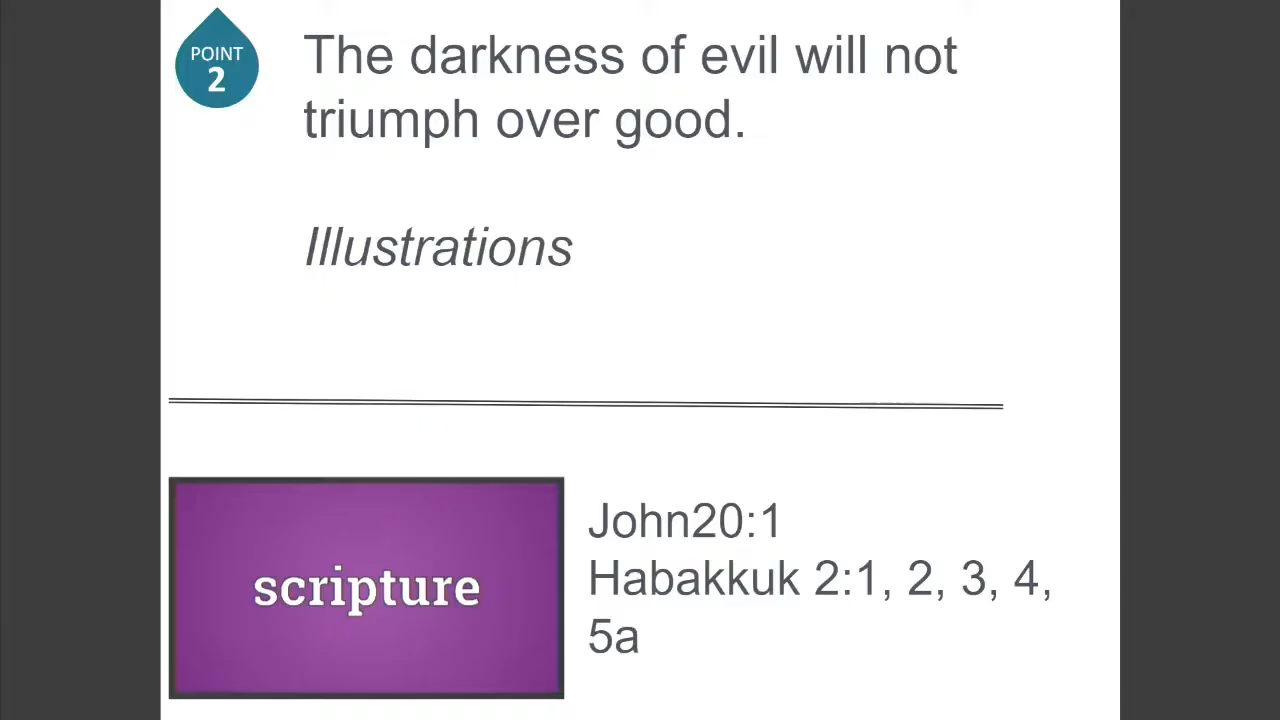 POINT
2
The darkness of evil will not
triumph over good.
Illustrations
scripture
John20:1
Habakkuk 2:1, 2, 3, 4,
5a